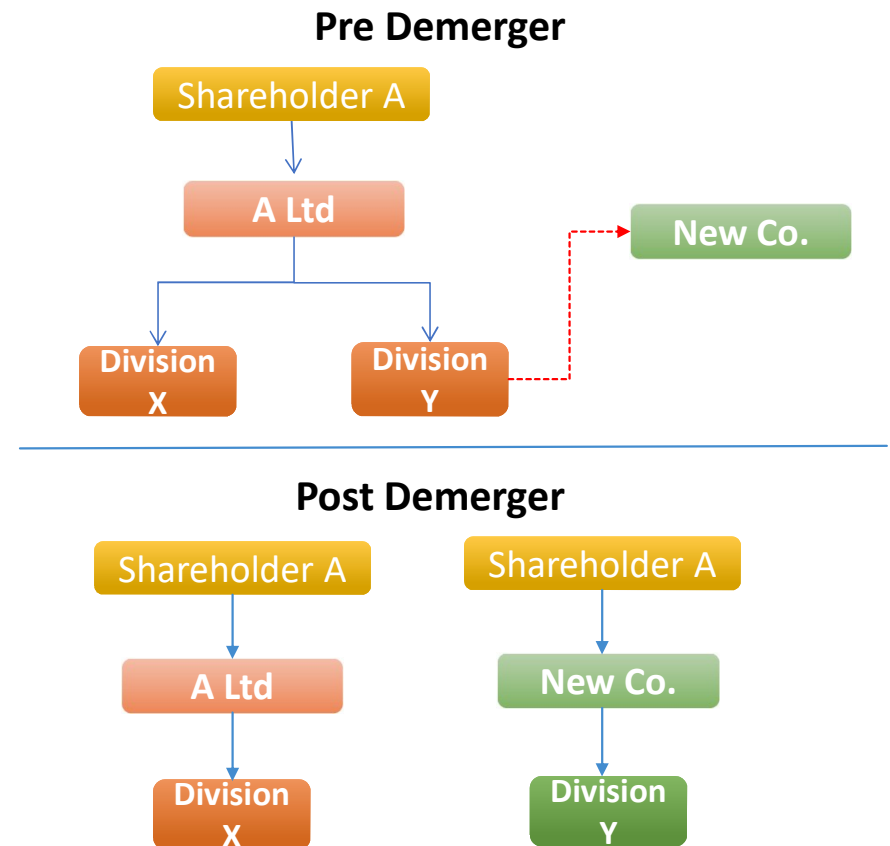 Pre Demerger
Shareholder A
A Ltd
New Co.
Division
X
Division
Y
Post Demerger
Shareholder A
Shareholder A
A Ltd
New Co.
Division
X
Division
Y